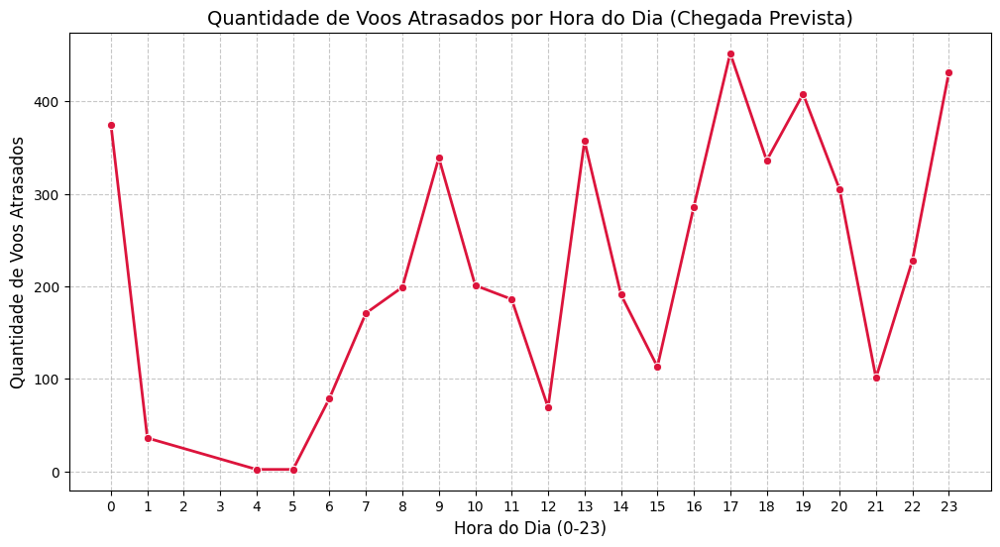 Quantidade de Voos Atrasados por Hora do Dia (Chegada Prevista)
Quantidade de Voos Atrasados
400
300
200
100
0
0 1 2 3 4 5 6 7 8 9 10 11 12 13 14 15 16 17 18 19 20 21 22 23
Hora do Dia (0-23)